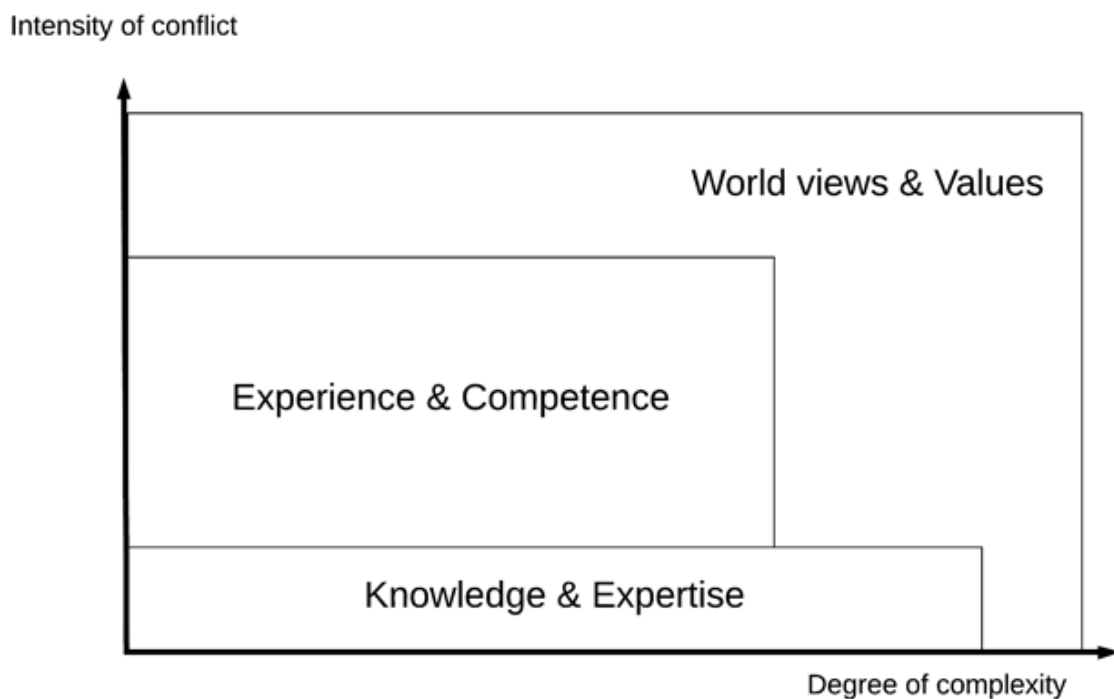 Intensity of conflict
World views & Values
Experience & Competence
Knowledge & Expertise
Degree of complexity